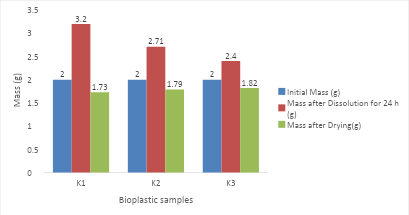 3.5
3
2.5
2
1.5
1
0.5
0
Mass (g)
2 3.2 1.73
2 2.71 1.79
2 2.4 1.82
K1 K2 K3
Bioplastic samples
Initial Mass (g)
Mass after Dissolution for 24 h
(g)
Mass after Drying(g)